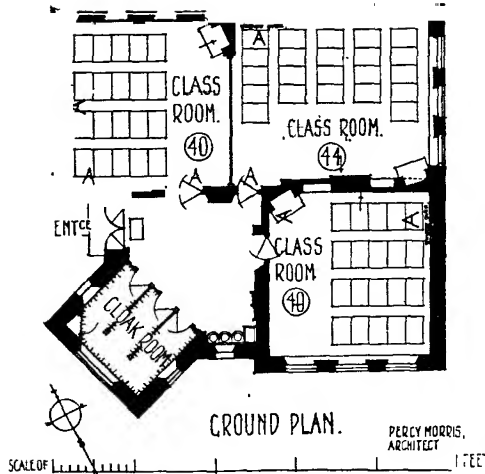 CLASS
ROOM.
40
A
A
A
A
CLASS ROOM.
44
A
A
ENTCE
CLASS
ROOM
40
A
A
CLOAK ROOM
GROUND PLAN.
PERCY MORRIS,
ARCHITECT
SCALE OF
FEET